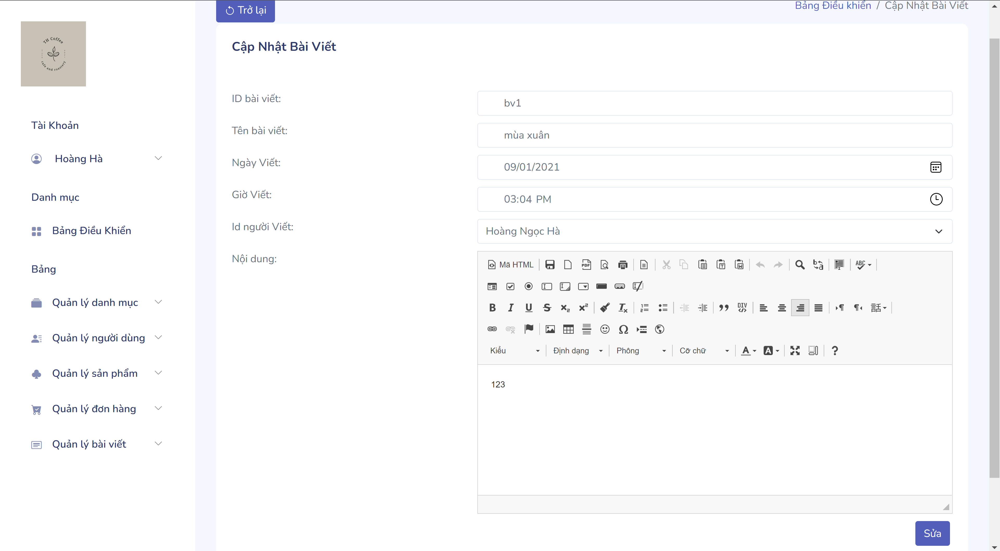 Trở lại
Bảng Điều khiển / Cập Nhật Bài Viết
TH Coffee
cafe and roastery
Tài Khoản
Hoàng Hà
Danh mục
Bảng Điều Khiển
Bảng
Quản lý danh mục
Quản lý người dùng
Quản lý sản phẩm
Quản lý đơn hàng
Quản lý bài viết
Cập Nhật Bài Viết
ID bài viết:
bv1
Tên bài viết:
mùa xuân
Ngày Viết:
09/01/2021
Giờ Viết:
03:04 PM
Id người Viết:
Hoàng Ngọc Hà
Nội dung:
Mã HTML
Kiểu Định dạng Phông Cỡ chữ
123
Sửa